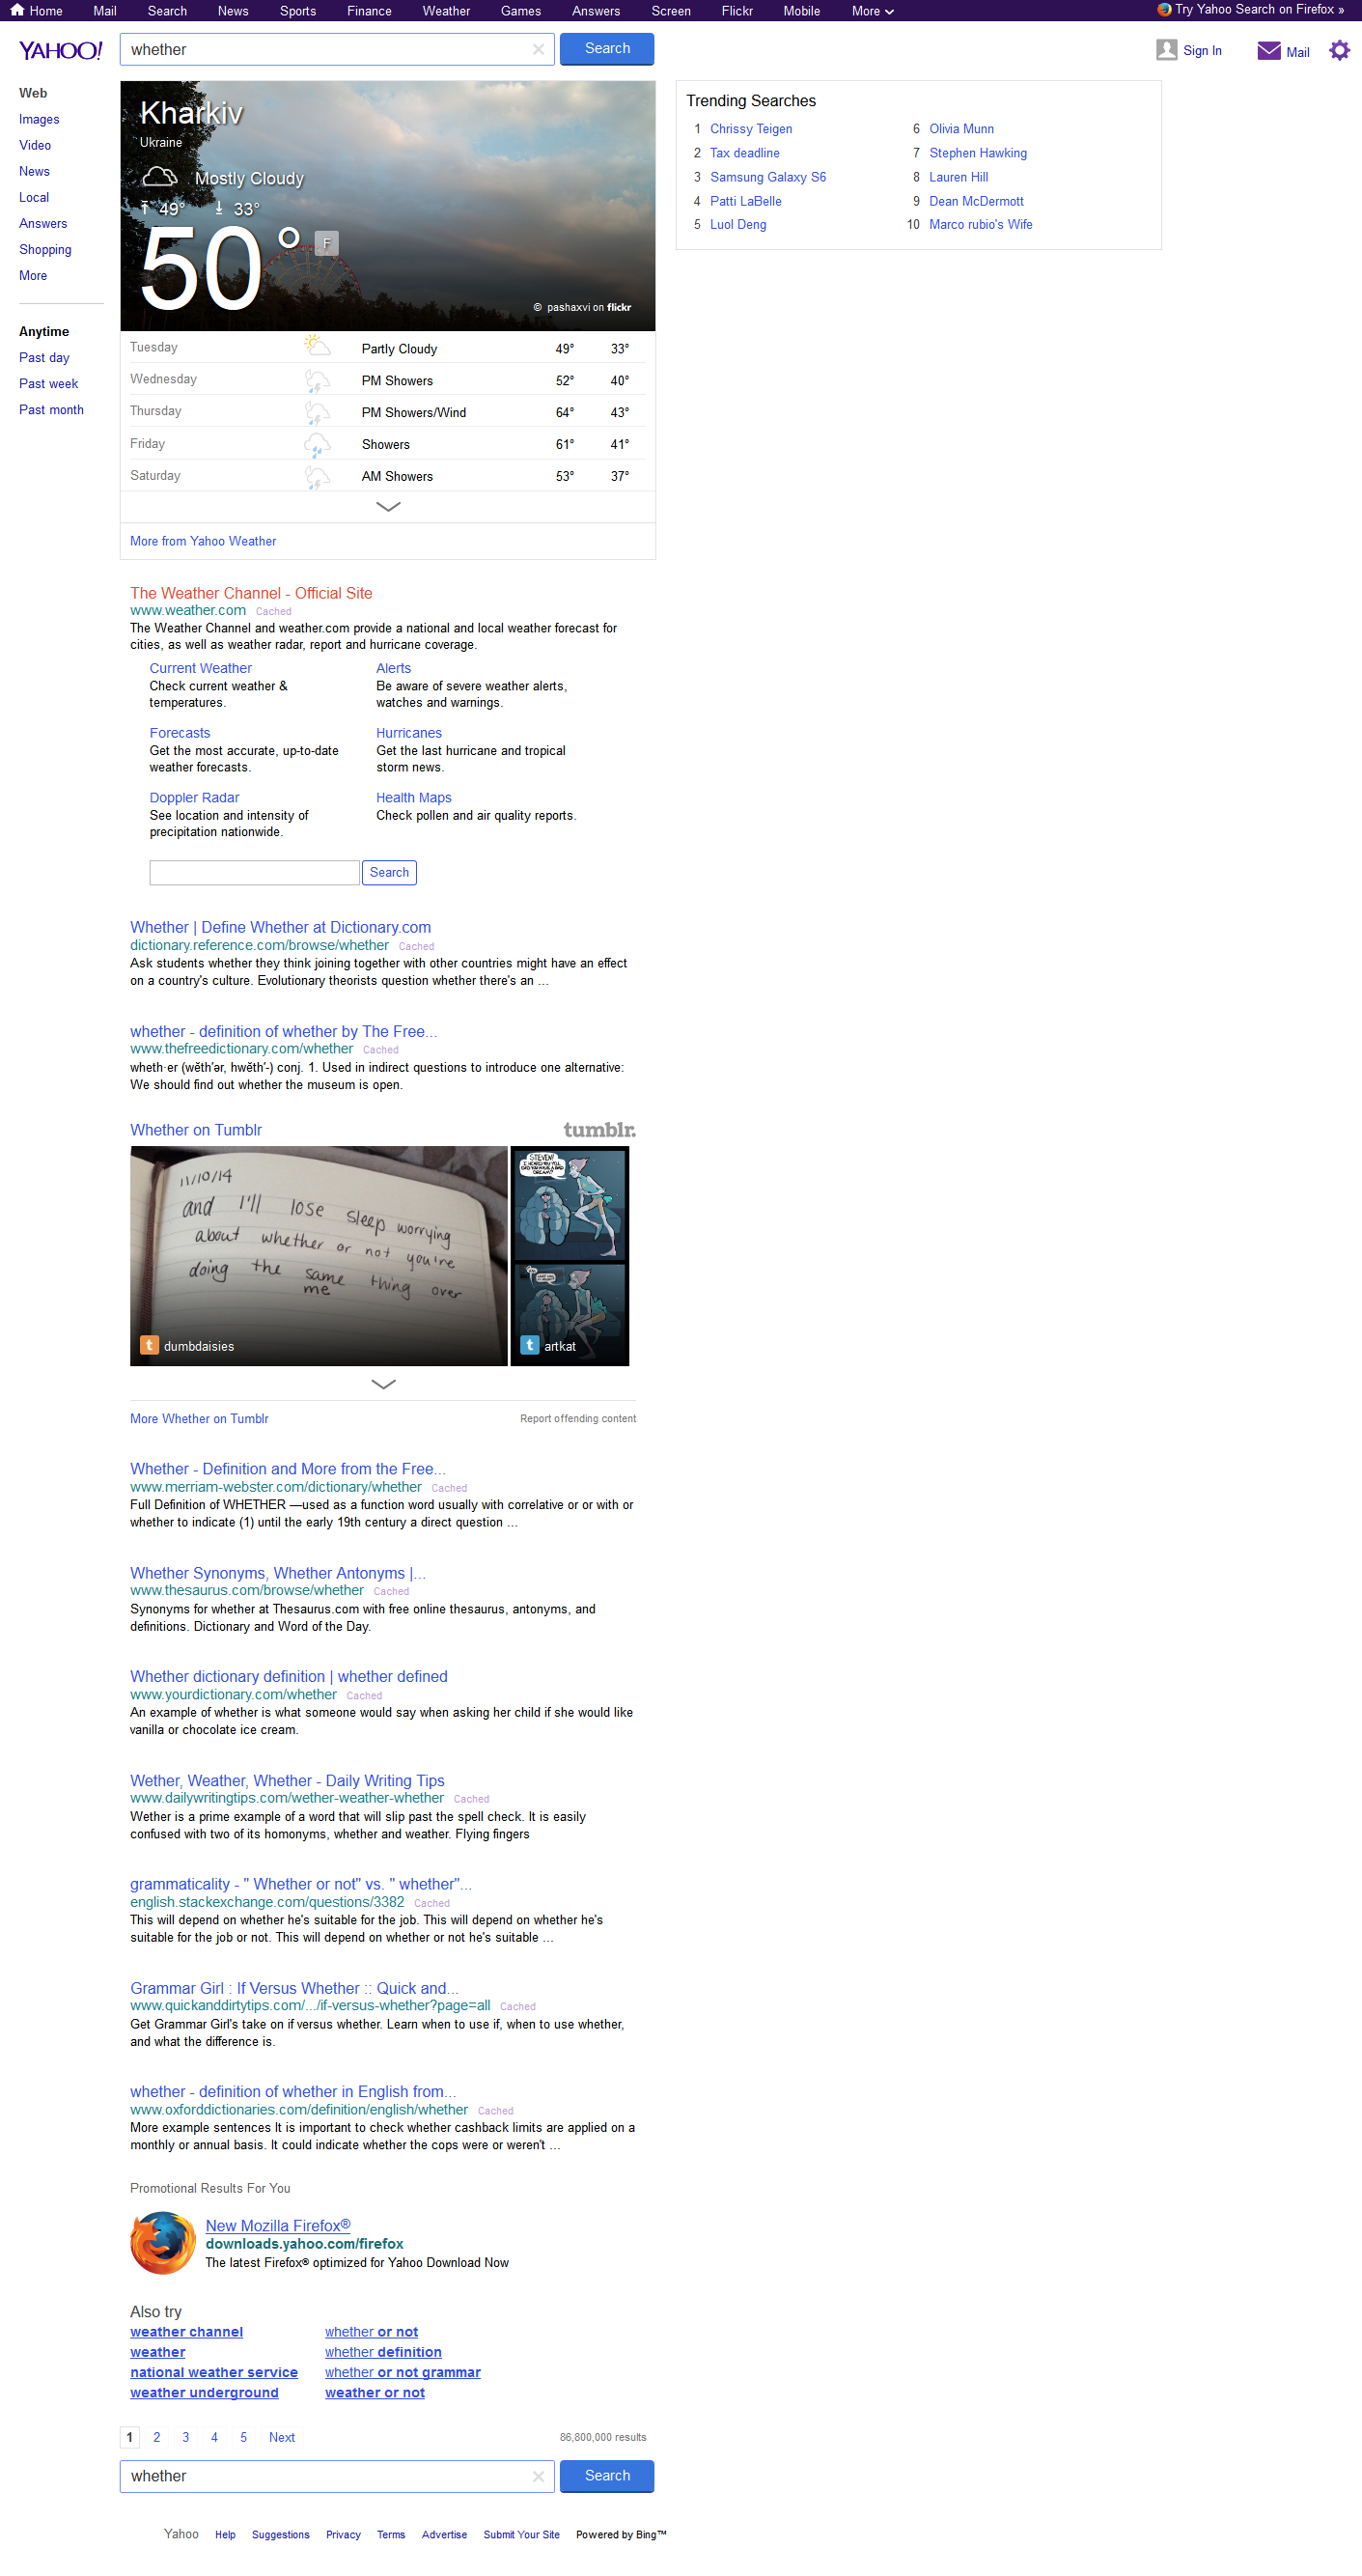 Home Mail Search News Sports Finance Weather Games Answers Screen Flickr Mobile More Try Yahoo Search on Firefox »
YAHOO! whether Search Sign In Mail
Web
Images
Video
News
Local
Answers
Shopping
More
Anytime
Past day
Past week
Past month
Kharkiv
Ukraine
Mostly Cloudy
49° 33°
50° F
© pashaxvi on flickr
Tuesday Partly Cloudy 49° 33°
Wednesday PM Showers 52° 40°
Thursday PM Showers/Wind 64° 43°
Friday Showers 61° 41°
Saturday AM Showers 53° 37°
More from Yahoo Weather
Trending Searches
1 Chrissy Teigen
2 Tax deadline
3 Samsung Galaxy S6
4 Patti LaBelle
5 Luol Deng
6 Olivia Munn
7 Stephen Hawking
8 Lauren Hill
9 Dean McDermott
10 Marco rubio's Wife
The Weather Channel - Official Site
www.weather.com Cached
The Weather Channel and weather.com provide a national and local weather forecast for
cities, as well as weather radar, report and hurricane coverage.
Current Weather
Check current weather &
temperatures.
Alerts
Be aware of severe weather alerts,
watches and warnings.
Forecasts
Get the most accurate, up-to-date
weather forecasts.
Hurricanes
Get the last hurricane and tropical
storm news.
Doppler Radar
See location and intensity of
precipitation nationwide.
Health Maps
Check pollen and air quality reports.
Search
Whether | Define Whether at Dictionary.com
dictionary.reference.com/browse/whether Cached
Ask students whether they think joining together with other countries might have an effect
on a country's culture. Evolutionary theorists question whether there's an ...
whether - definition of whether by The Free...
www.thefreedictionary.com/whether Cached
wheth·er (wĕth′ər, hwĕth′-) conj. 1. Used in indirect questions to introduce one alternative:
We should find out whether the museum is open.
Whether on Tumblr tumblr.
11/10/14
and I'll lose sleep worrying
about whether or not you're
doing the same thing over
me
dumbdaisies
STEVEN!
I HEARD YOU YELL
DID YOU HAVE A BAD
DREAM?
artkat
More Whether on Tumblr Report offending content
Whether - Definition and More from the Free...
www.merriam-webster.com/dictionary/whether Cached
Full Definition of WHETHER —used as a function word usually with correlative or or with or
whether to indicate (1) until the early 19th century a direct question ...
Whether Synonyms, Whether Antonyms |...
www.thesaurus.com/browse/whether Cached
Synonyms for whether at Thesaurus.com with free online thesaurus, antonyms, and
definitions. Dictionary and Word of the Day.
Whether dictionary definition | whether defined
www.yourdictionary.com/whether Cached
An example of whether is what someone would say when asking her child if she would like
vanilla or chocolate ice cream.
Wether, Weather, Whether - Daily Writing Tips
www.dailywritingtips.com/wether-weather-whether Cached
Wether is a prime example of a word that will slip past the spell check. It is easily
confused with two of its homonyms, whether and weather. Flying fingers
grammaticality - " Whether or not" vs. " whether"...
english.stackexchange.com/questions/3382 Cached
This will depend on whether he's suitable for the job. This will depend on whether he's
suitable for the job or not. This will depend on whether or not he's suitable ...
Grammar Girl : If Versus Whether :: Quick and...
www.quickanddirtytips.com/.../if-versus-whether?page=all Cached
Get Grammar Girl's take on if versus whether. Learn when to use if, when to use whether,
and what the difference is.
whether - definition of whether in English from...
www.oxforddictionaries.com/definition/english/whether Cached
More example sentences It is important to check whether cashback limits are applied on a
monthly or annual basis. It could indicate whether the cops were or weren't ...
Promotional Results For You
New Mozilla Firefox®
downloads.yahoo.com/firefox
The latest Firefox® optimized for Yahoo Download Now
Also try
weather channel whether or not
weather whether definition
national weather service whether or not grammar
weather underground weather or not
1 2 3 4 5 Next 86,800,000 results
whether Search
Yahoo Help Suggestions Privacy Terms Advertise Submit Your Site Powered by Bing™